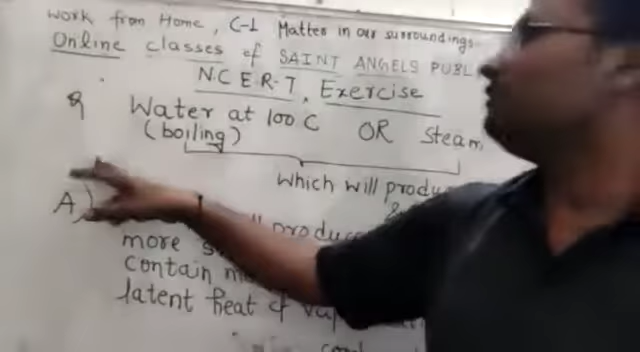 Work from Home, C-1 Matter in our surroundings
Online classes of SAINT ANGELS PUBL
N.C E.R.T, Exercise
Q Water at 100 C OR Steam,
(boiling)
Which will produ
&
A) produce
more
contain
latent heat of